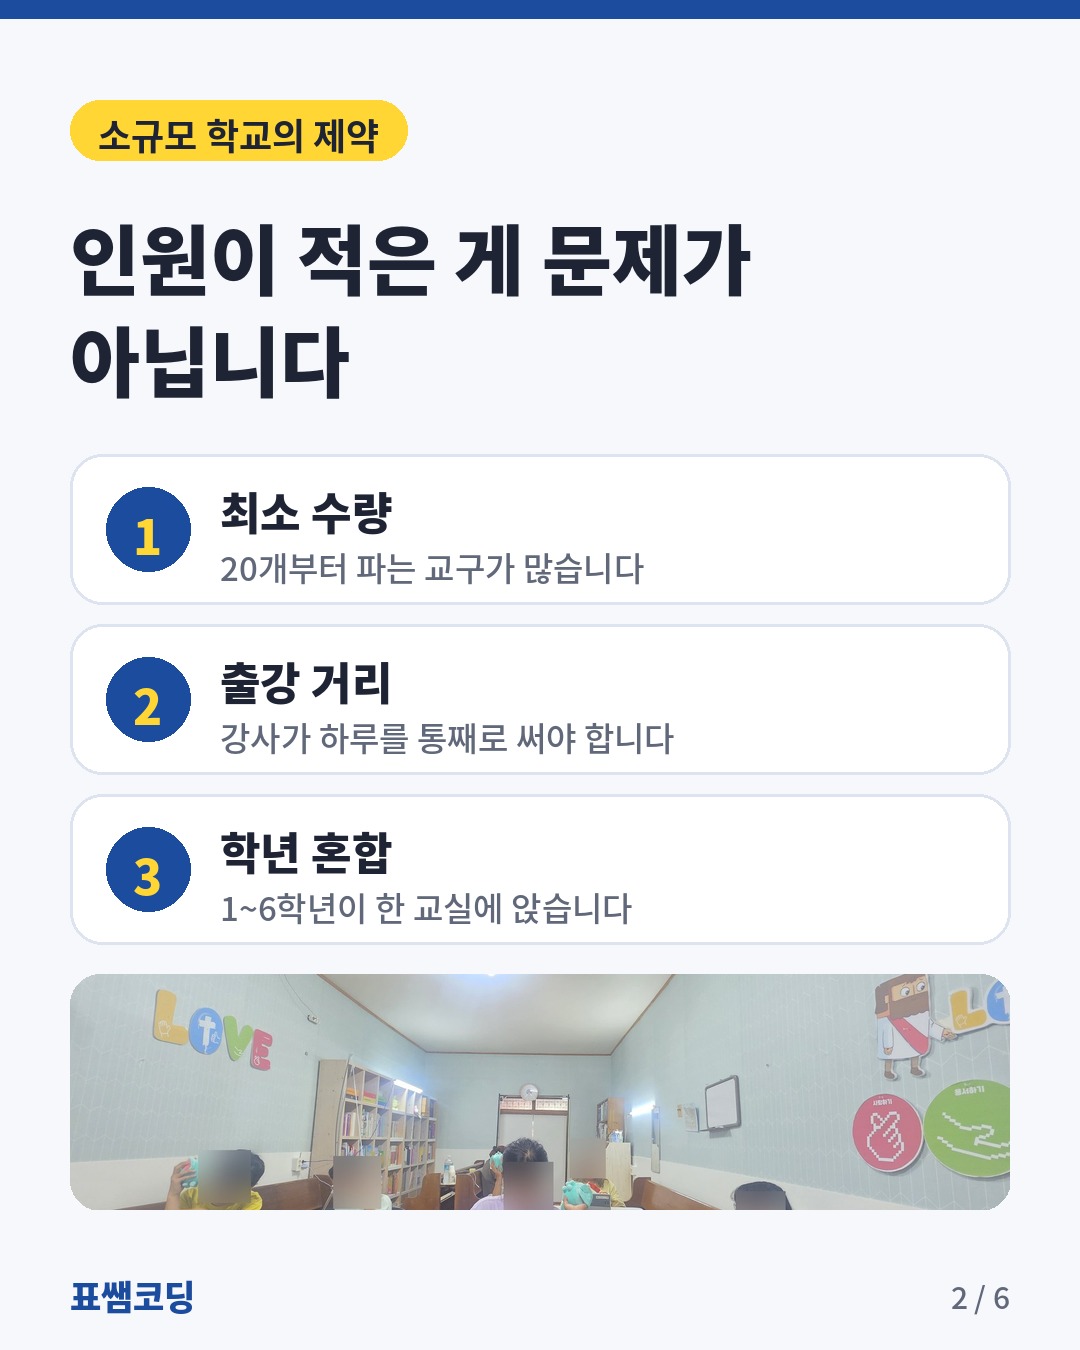 소규모 학교의 제약
인원이 적은 게 문제가
아닙니다
1
최소 수량
20개부터 파는 교구가 많습니다
2
출강 거리
강사가 하루를 통째로 써야 합니다
3
학년 혼합
1~6학년이 한 교실에 앉습니다
LOVE
표쌤코딩
2 / 6